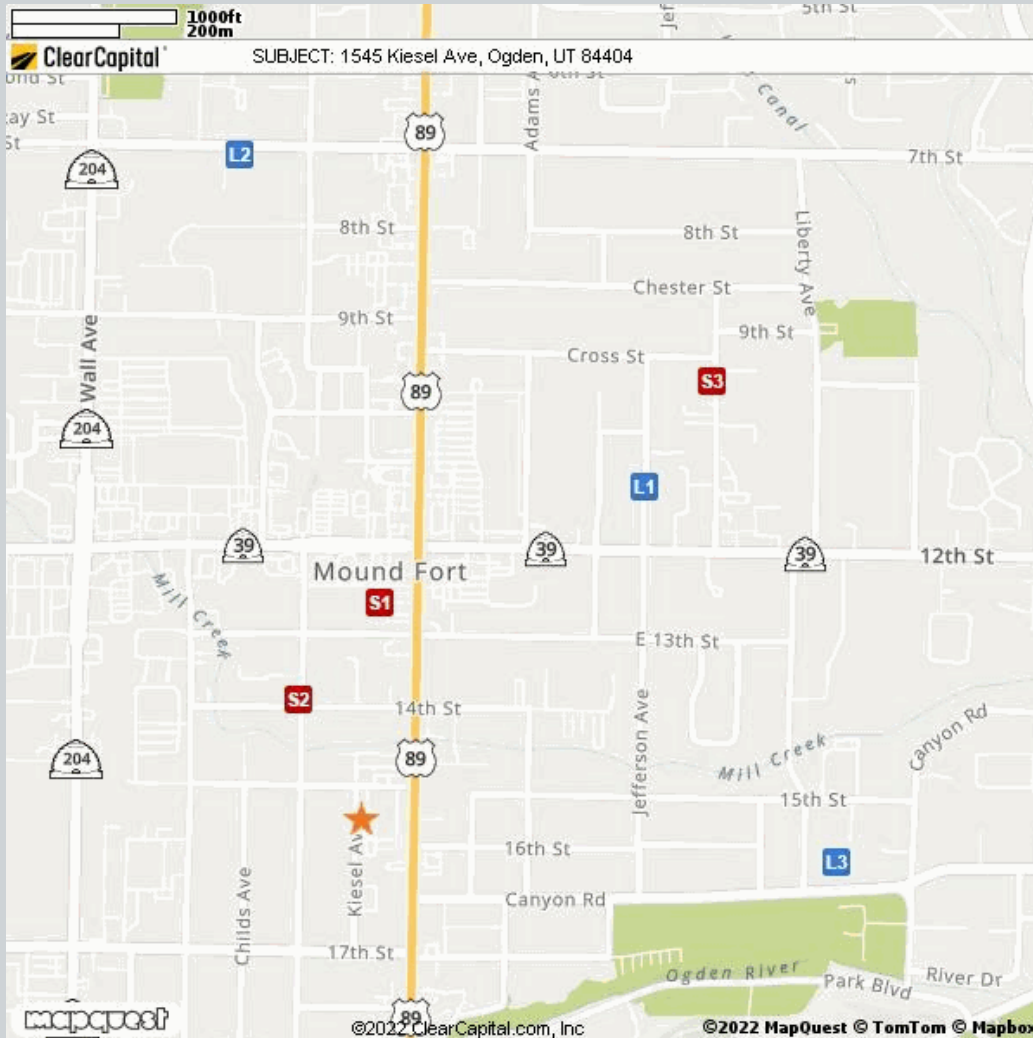 1000ft
200m
ClearCapital
SUBJECT: 1545 Kiesel Ave, Ogden, UT 84404
5th St
St
Adams
Canal
St
89
L2
204
7th St
8th St
8th St
Liberty Ave
Chester St
9th St
9th St
Cross St
Wall Ave
S3
89
204
L1
39
39
39
12th St
Mound Fort
Mill Creek
S1
E 13th St
S2
14th St
Jefferson Ave
Canyon Rd
204
89
Mill Creek
15th St
16th St
L3
Kiesel Av
Childs Ave
Canyon Rd
17th St
Ogden River
Park Blvd
River Dr
mapquest
89
©2022 ClearCapital.com, Inc
©2022 MapQuest © TomTom © Mapbox